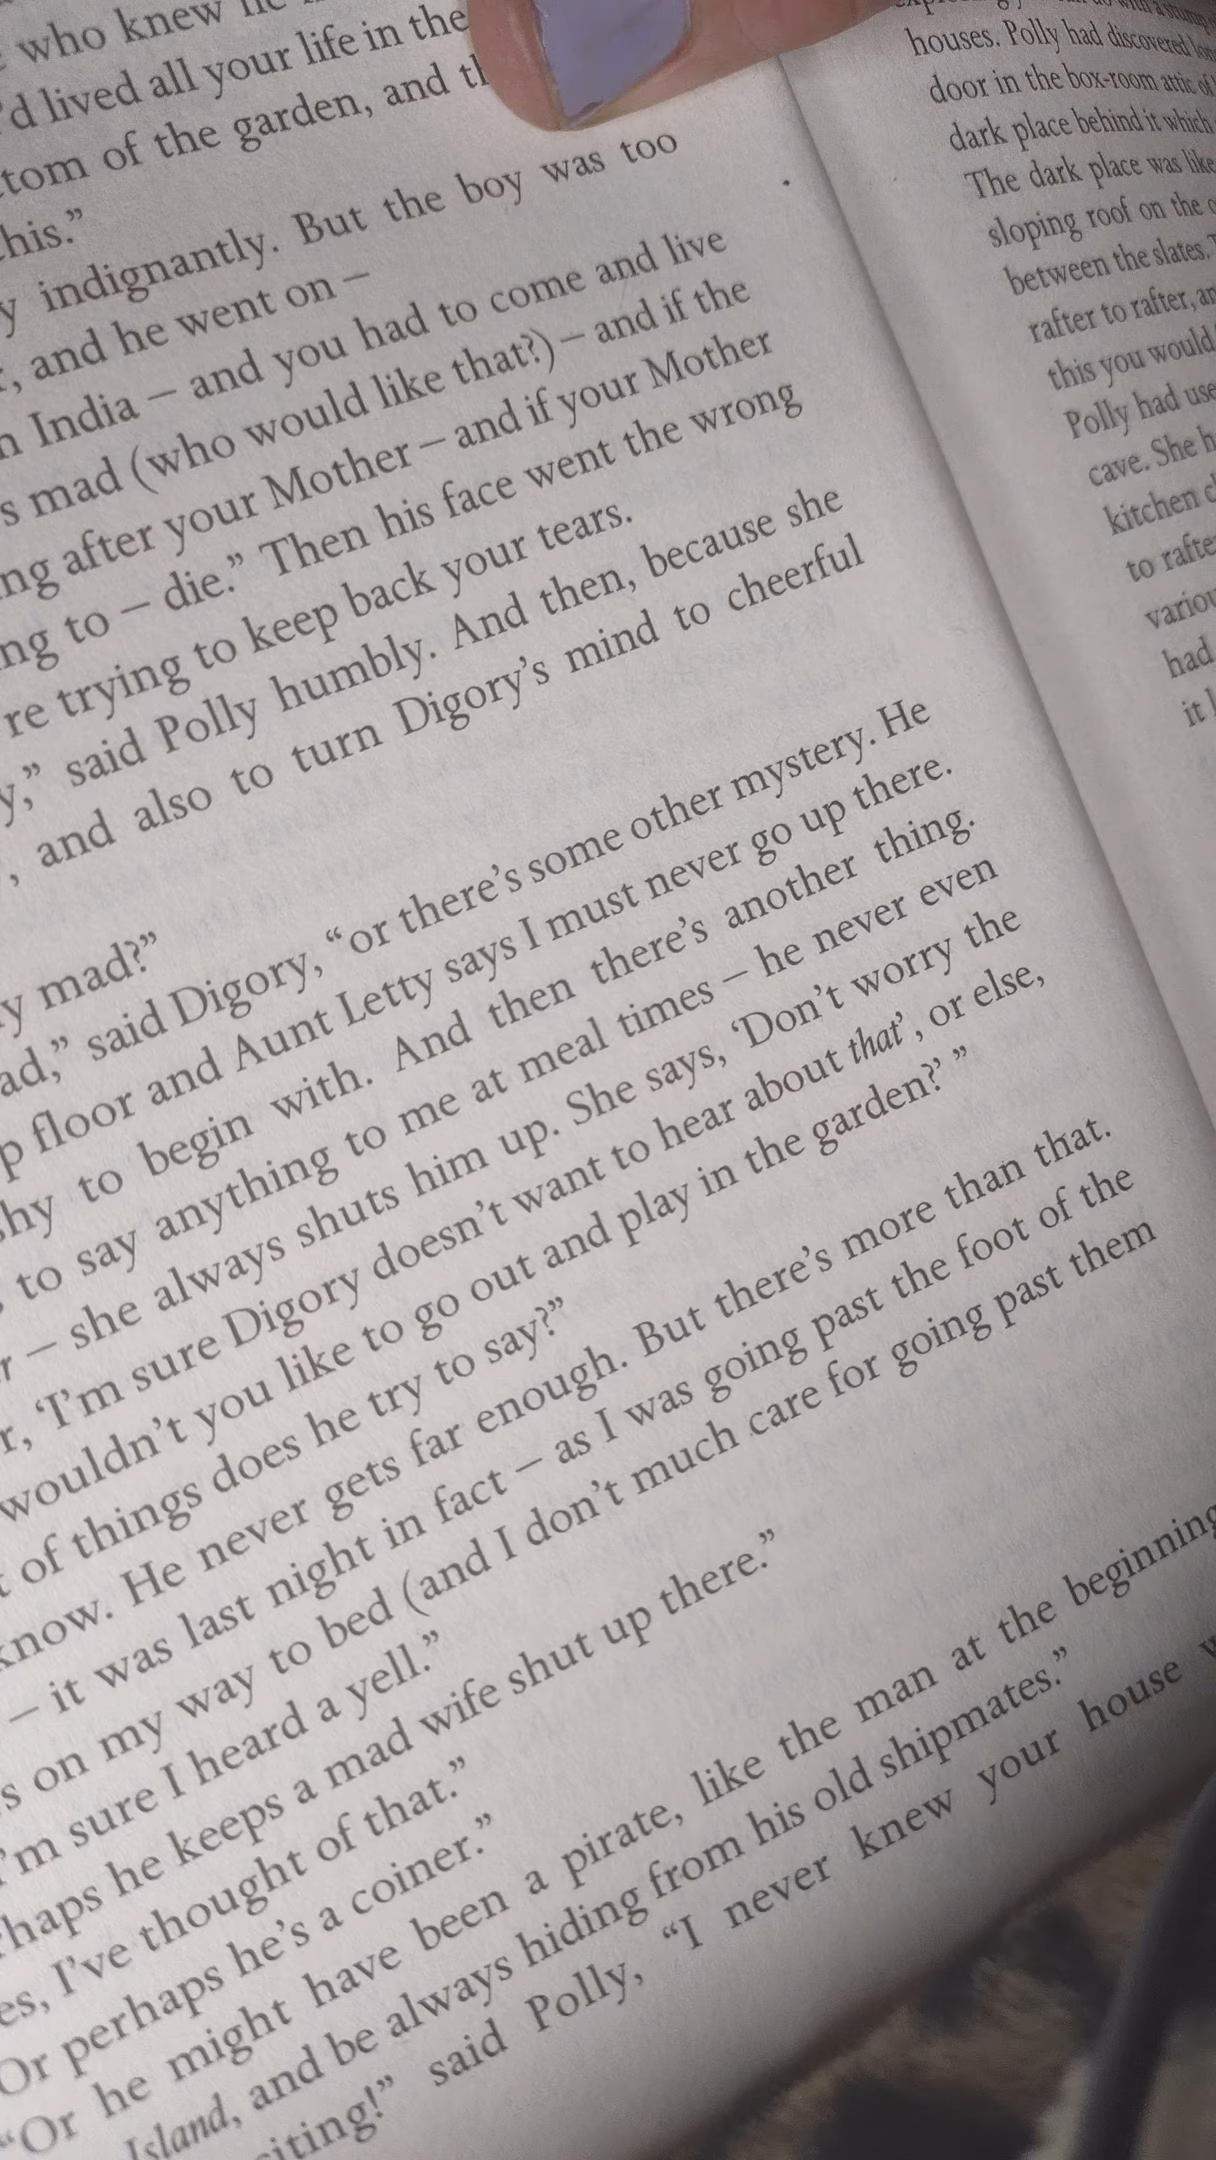 who knew he
'd lived all your life in the
tom of the garden, and th
his.”
y indignantly. But the boy was too
r, and he went on –
n India – and you had to come and live
s mad (who would like that?) – and if the
ng after your Mother – and if your Mother
ng to – die.” Then his face went the wrong
re trying to keep back your tears.
y,” said Polly humbly. And then, because she
, and also to turn Digory’s mind to cheerful
y mad?”
ad,” said Digory, “or there’s some other mystery. He
p floor and Aunt Letty says I must never go up there.
hy to begin with. And then there’s another thing.
to say anything to me at meal times – he never even
r – she always shuts him up. She says, ‘Don’t worry the
r, ‘I’m sure Digory doesn’t want to hear about that’, or else,
wouldn’t you like to go out and play in the garden?’ ”
t of things does he try to say?”
know. He never gets far enough. But there’s more than that.
– it was last night in fact – as I was going past the foot of the
s on my way to bed (and I don’t much care for going past them
’m sure I heard a yell.”
rhaps he keeps a mad wife shut up there.”
es, I’ve thought of that.”
Or perhaps he’s a coiner.”
“Or he might have been a pirate, like the man at the beginning
Island, and be always hiding from his old shipmates.”
citing!” said Polly, “I never knew your house w
houses. Polly had discovered long
door in the box-room attic of
dark place behind it which
The dark place was like
sloping roof on the o
between the slates. T
rafter to rafter, an
this you would
Polly had use
cave. She h
kitchen c
to rafte
variou
had
it l